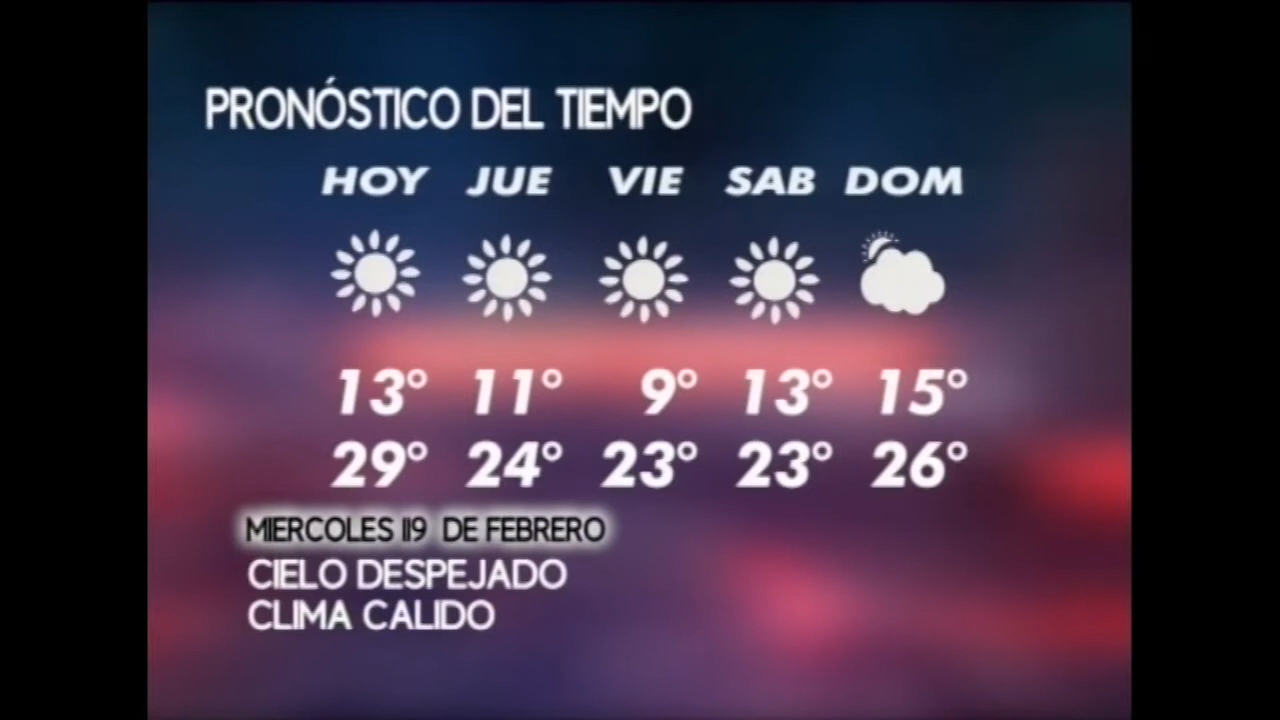 PRONÓSTICO DEL TIEMPO
HOY JUE VIE SAB DOM
13° 11° 9° 13° 15°
29° 24° 23° 23° 26°
MIERCOLES 119 DE FEBRERO
CIELO DESPEJADO
CLIMA CALIDO